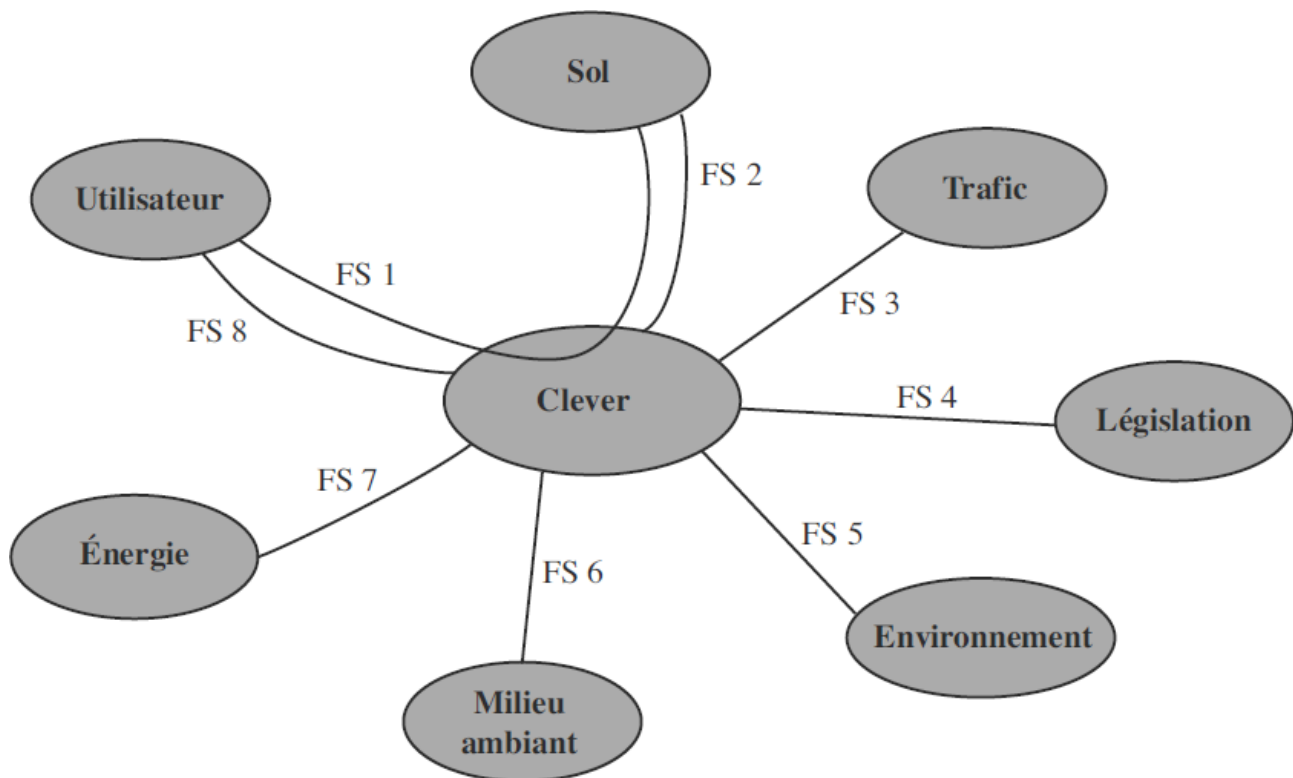 Sol
FS 2
Trafic
Utilisateur
FS 1
FS 3
FS 8
Clever
FS 4
Législation
FS 7
FS 5
Énergie
FS 6
Environnement
Milieu
ambiant